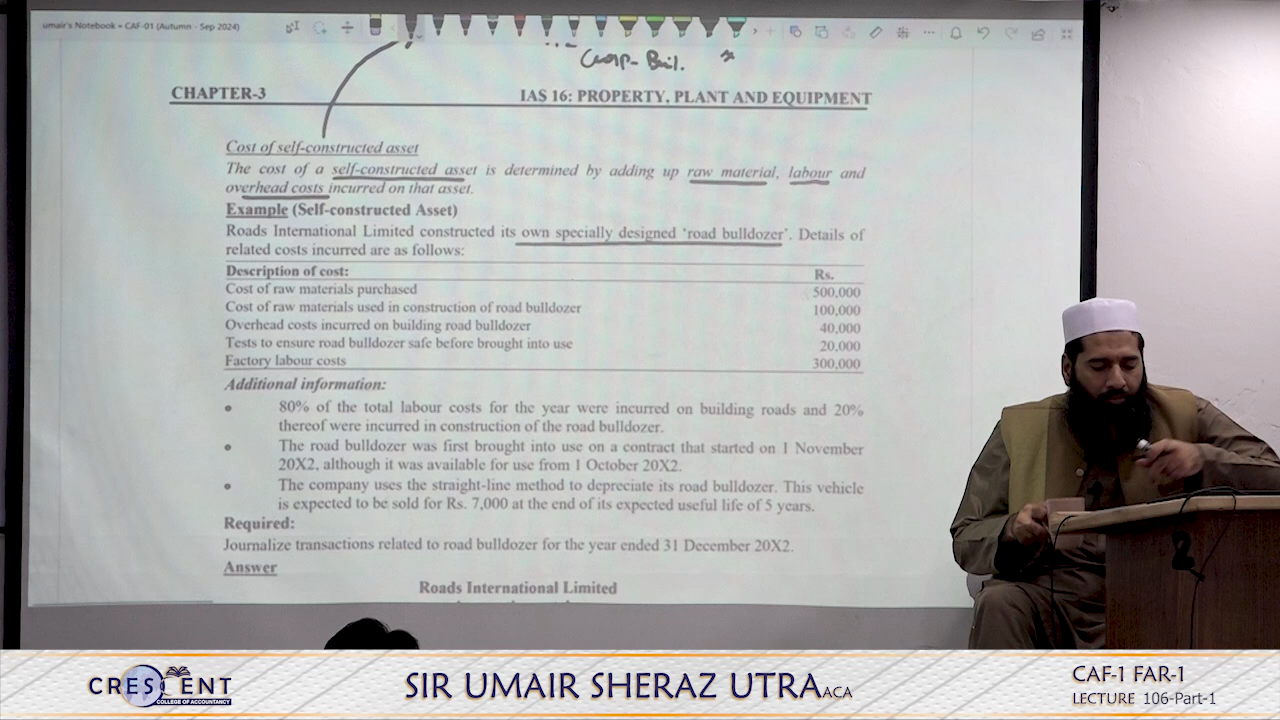 umair's Notebook » CAF-01 (Autumn - Sep 2024)
CHAPTER-3
IAS 16: PROPERTY, PLANT AND EQUIPMENT
Cost of self-constructed asset
The cost of a self-constructed asset is determined by adding up raw material, labour and
overhead costs incurred on that asset.
Example (Self-constructed Asset)
Roads International Limited constructed its own specially designed 'road bulldozer'. Details of
related costs incurred are as follows:
Description of cost: Rs.
Cost of raw materials purchased 500,000
Cost of raw materials used in construction of road bulldozer 100,000
Overhead costs incurred on building road bulldozer 40,000
Tests to ensure road bulldozer safe before brought into use 20,000
Factory labour costs 300,000
Additional information:
• 80% of the total labour costs for the year were incurred on building roads and 20%
thereof were incurred in construction of the road bulldozer.
• The road bulldozer was first brought into use on a contract that started on 1 November
20X2, although it was available for use from 1 October 20X2.
• The company uses the straight-line method to depreciate its road bulldozer. This vehicle
is expected to be sold for Rs. 7,000 at the end of its expected useful life of 5 years.
Required:
Journalize transactions related to road bulldozer for the year ended 31 December 20X2.
Answer
Roads International Limited
CRESCENT
COLLEGE OF ACCOUNTANCY
SIR UMAIR SHERAZ UTRA ACA
CAF-1 FAR-1
LECTURE 106-Part-1